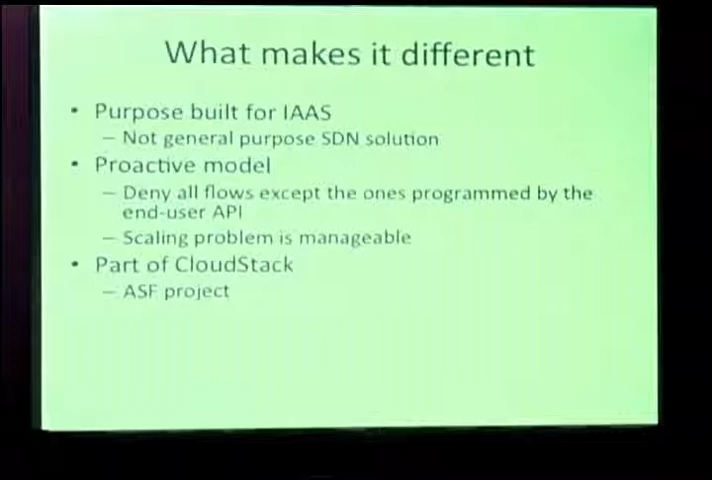 What makes it different
• Purpose built for IAAS
– Not general purpose SDN solution
• Proactive model
– Deny all flows except the ones programmed by the
end-user API
– Scaling problem is manageable
• Part of CloudStack
– ASF project